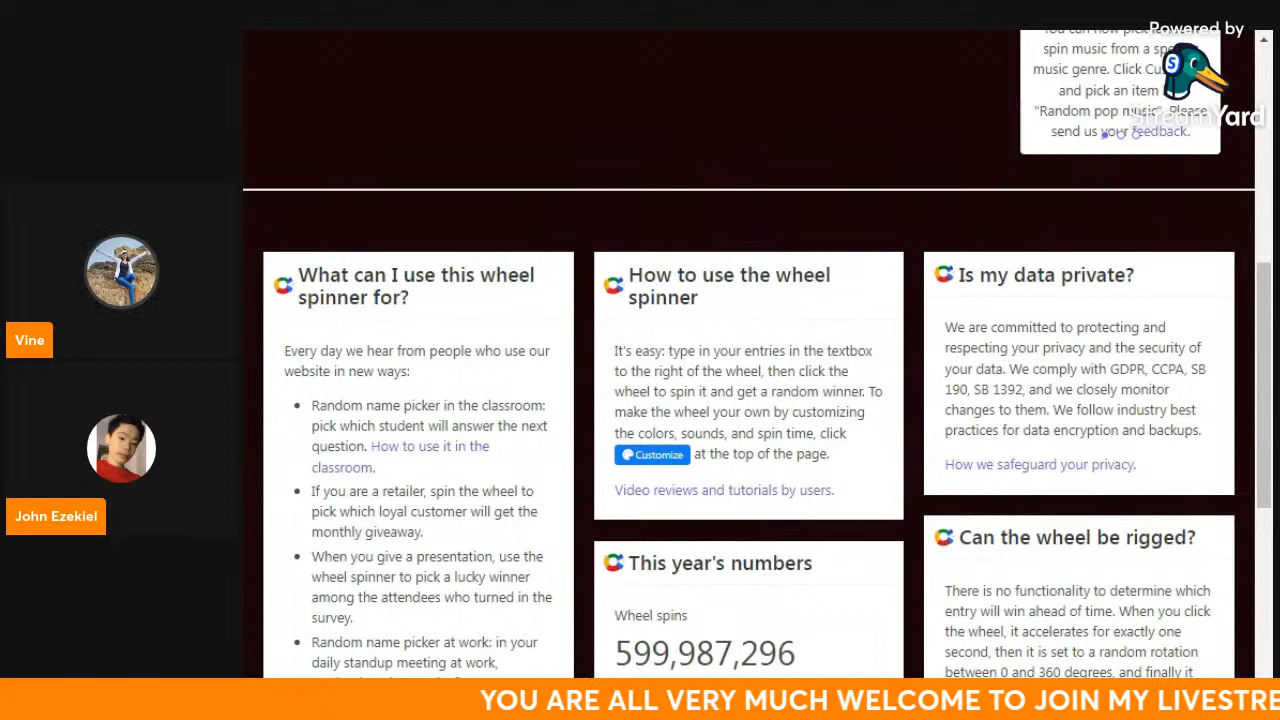 Powered by
StreamYard
You can now pick
spin music from a
music genre. Click
and pick an item
"Random pop music". Please
send us your feedback.
Vine
John Ezekiel
What can I use this wheel
spinner for?
Every day we hear from people who use our
website in new ways:
Random name picker in the classroom:
pick which student will answer the next
question. How to use it in the
classroom.
If you are a retailer, spin the wheel to
pick which loyal customer will get the
monthly giveaway.
When you give a presentation, use the
wheel spinner to pick a lucky winner
among the attendees who turned in the
survey.
Random name picker at work: in your
daily standup meeting at work,
How to use the wheel
spinner
It's easy: type in your entries in the textbox
to the right of the wheel, then click the
wheel to spin it and get a random winner. To
make the wheel your own by customizing
the colors, sounds, and spin time, click
Customize at the top of the page.
Video reviews and tutorials by users.
This year's numbers
Wheel spins
599,987,296
Is my data private?
We are committed to protecting and
respecting your privacy and the security of
your data. We comply with GDPR, CCPA, SB
190, SB 1392, and we closely monitor
changes to them. We follow industry best
practices for data encryption and backups.
How we safeguard your privacy.
Can the wheel be rigged?
There is no functionality to determine which
entry will win ahead of time. When you click
the wheel, it accelerates for exactly one
second, then it is set to a random rotation
between 0 and 360 degrees, and finally it
YOU ARE ALL VERY MUCH WELCOME TO JOIN MY LIVESTRE